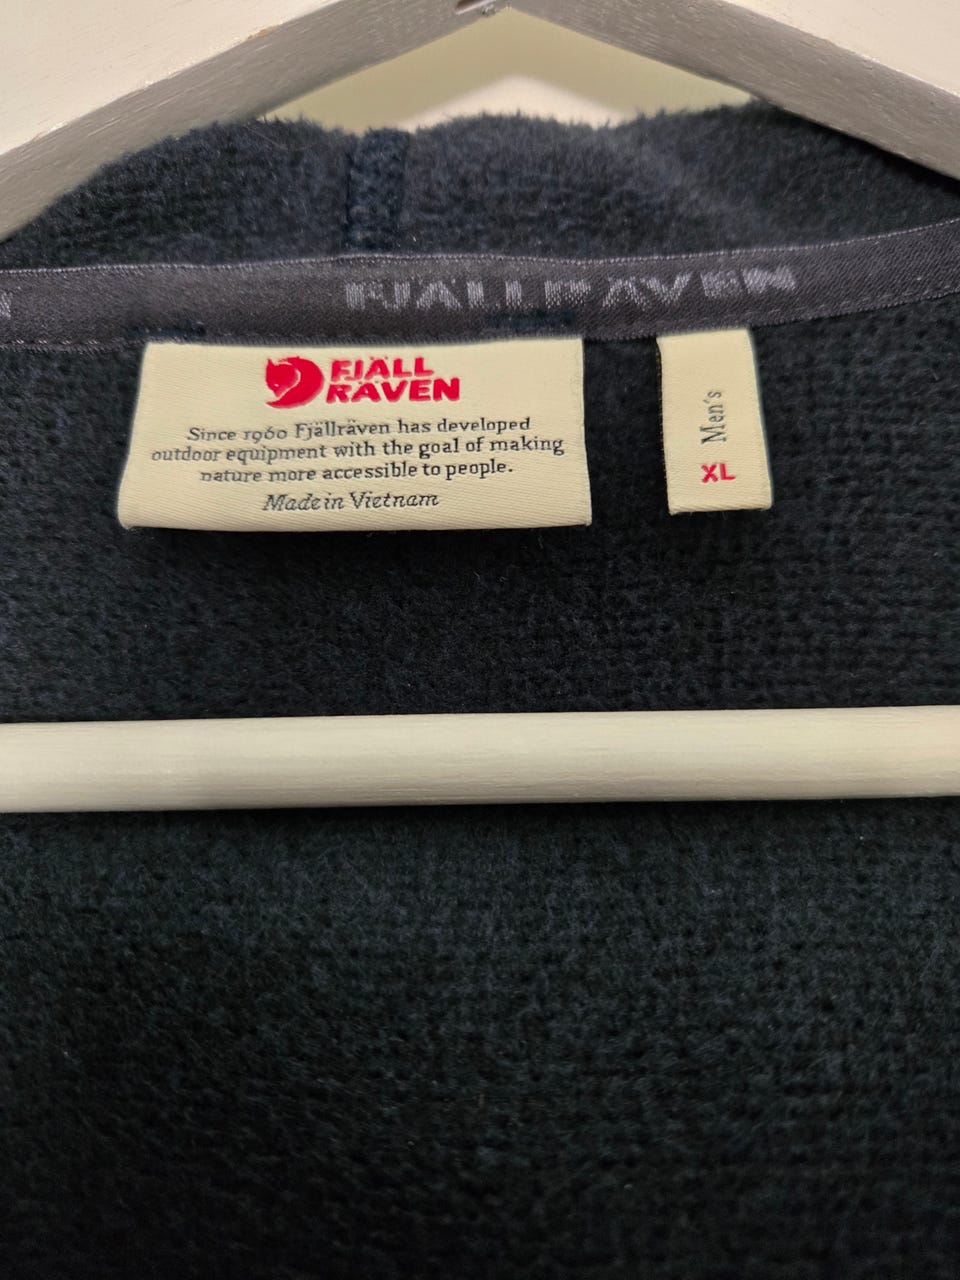 FJÄLLRÄVEN
FJÄLL
RÄVEN
Since 1960 Fjällräven has developed
outdoor equipment with the goal of making
nature more accessible to people.
Made in Vietnam
Men's
XL